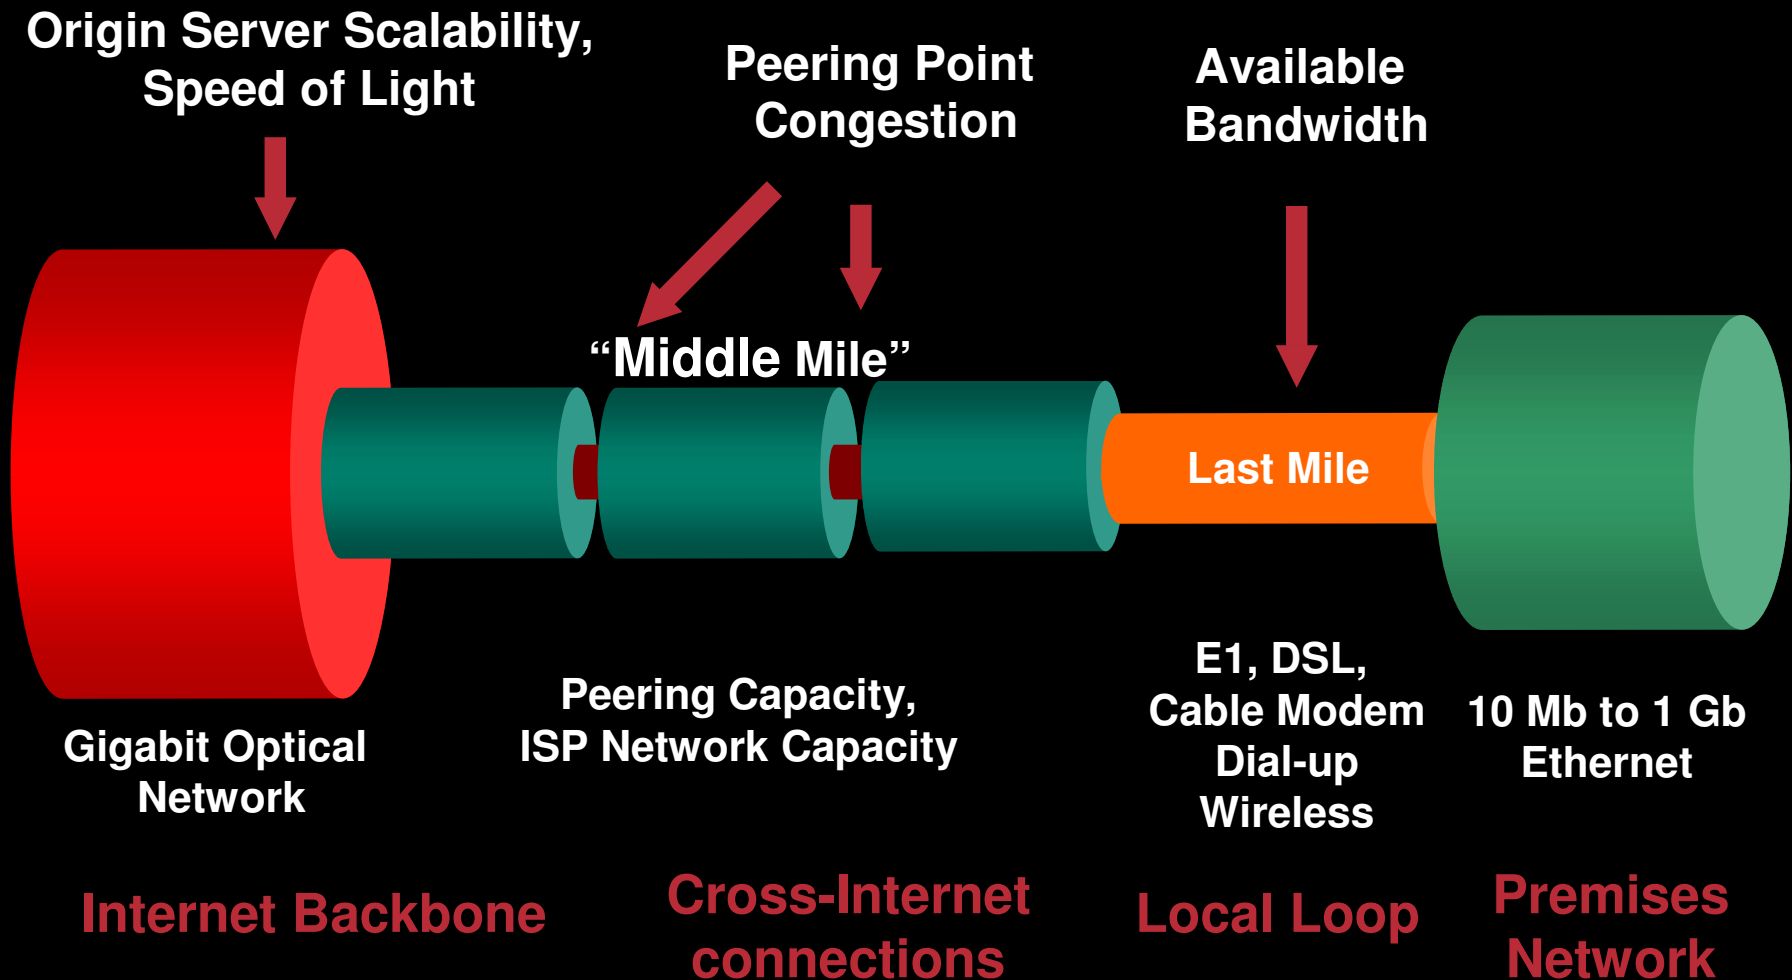 Origin Server Scalability,
Speed of Light
Peering Point
Congestion
Available
Bandwidth
“Middle Mile”
Last Mile
Gigabit Optical
Network
Peering Capacity,
ISP Network Capacity
E1, DSL,
Cable Modem
Dial-up
Wireless
10 Mb to 1 Gb
Ethernet
Internet Backbone
Cross-Internet
connections
Local Loop
Premises
Network